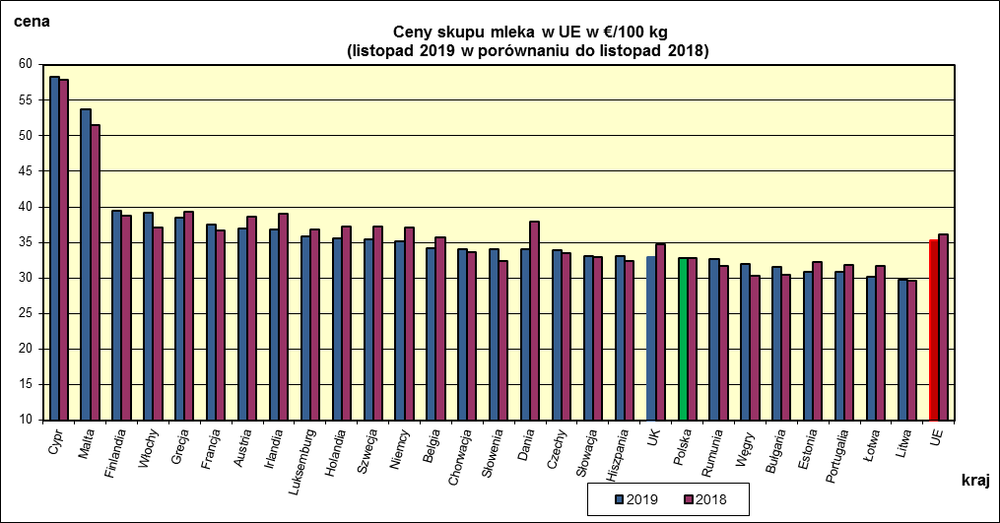 cena
Ceny skupu mleka w UE w €/100 kg
(listopad 2019 w porównaniu do listopad 2018)
60
55
50
45
40
35
30
25
20
15
10
Cypr
Malta
Finlandia
Włochy
Grecja
Francja
Austria
Irlandia
Luksemburg
Holandia
Szwecja
Niemcy
Belgia
Chorwacja
Słowenia
Dania
Czechy
Słowacja
Hiszpania
UK
Polska
Rumunia
Węgry
Bułgaria
Estonia
Portugalia
Łotwa
Litwa
UE
kraj
2019
2018